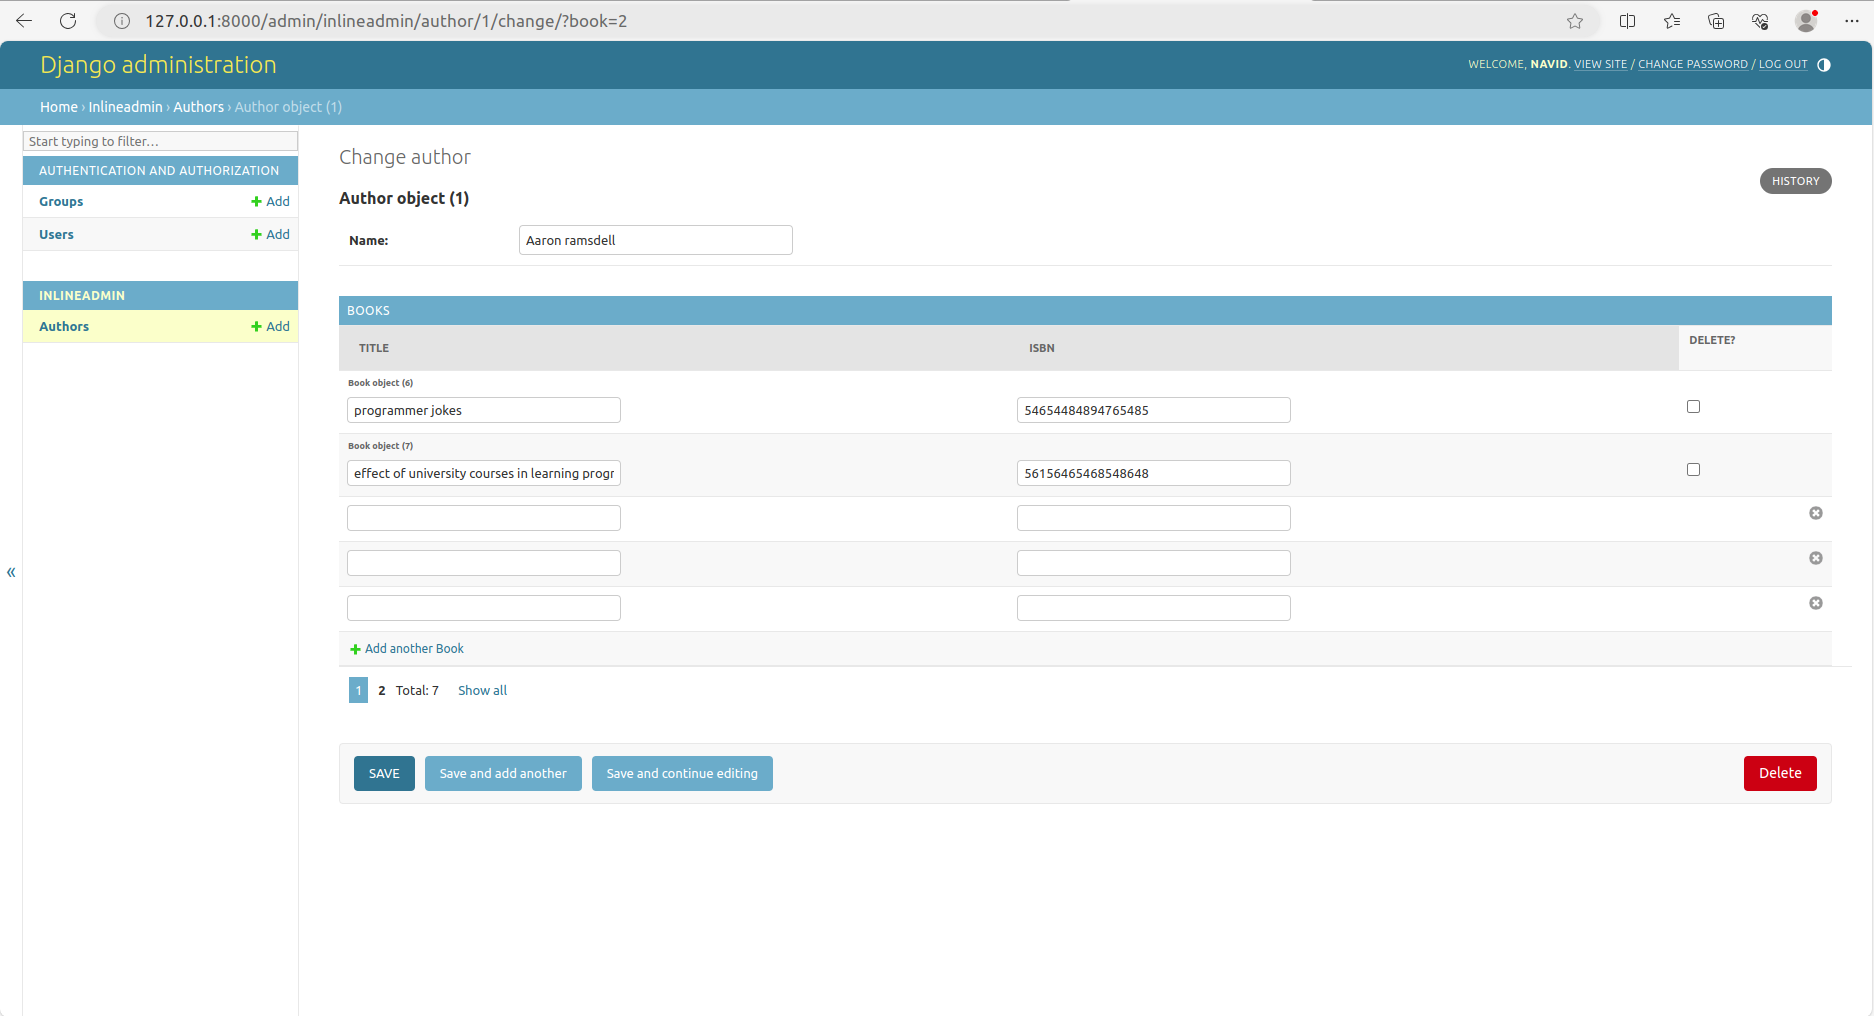 127.0.0.1:8000/admin/inlineadmin/author/1/change/?book=2
Django administration
WELCOME, NAVID. VIEW SITE / CHANGE PASSWORD / LOG OUT
Home › Inlineadmin › Authors › Author object (1)
Start typing to filter...
AUTHENTICATION AND AUTHORIZATION
Groups + Add
Users + Add
INLINEADMIN
Authors + Add
«
Change author
HISTORY
Author object (1)
Name: Aaron ramsdell
BOOKS
TITLE ISBN DELETE?
Book object (6)
programmer jokes 54654484894765485
Book object (7)
effect of university courses in learning progr 56156465468548648
+ Add another Book
1 2 Total: 7 Show all
SAVE Save and add another Save and continue editing Delete